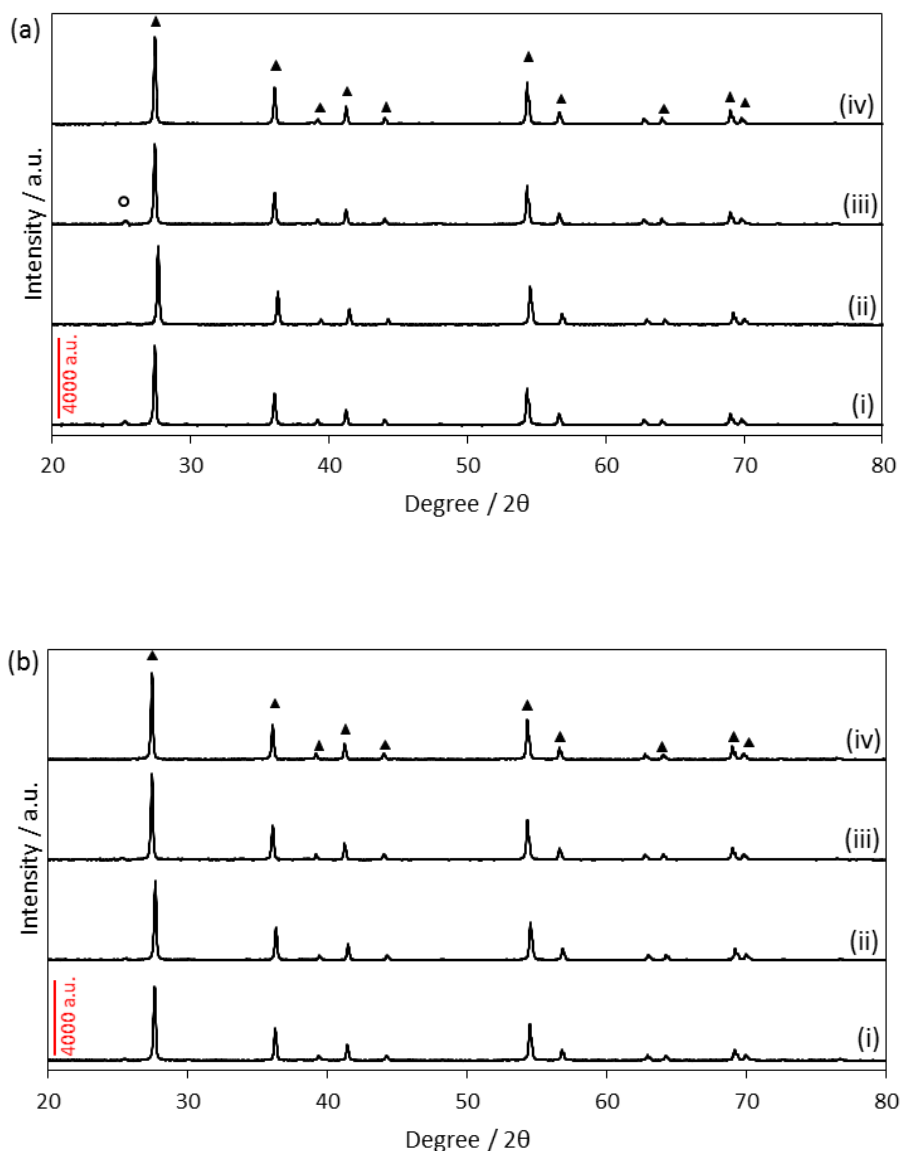 (a)
(iv)
(iii)
(ii)
(i)
Intensity / a.u.
4000 a.u.
20 30 40 50 60 70 80
Degree / 2θ
(b)
(iv)
(iii)
(ii)
(i)
Intensity / a.u.
4000 a.u.
20 30 40 50 60 70 80
Degree / 2θ